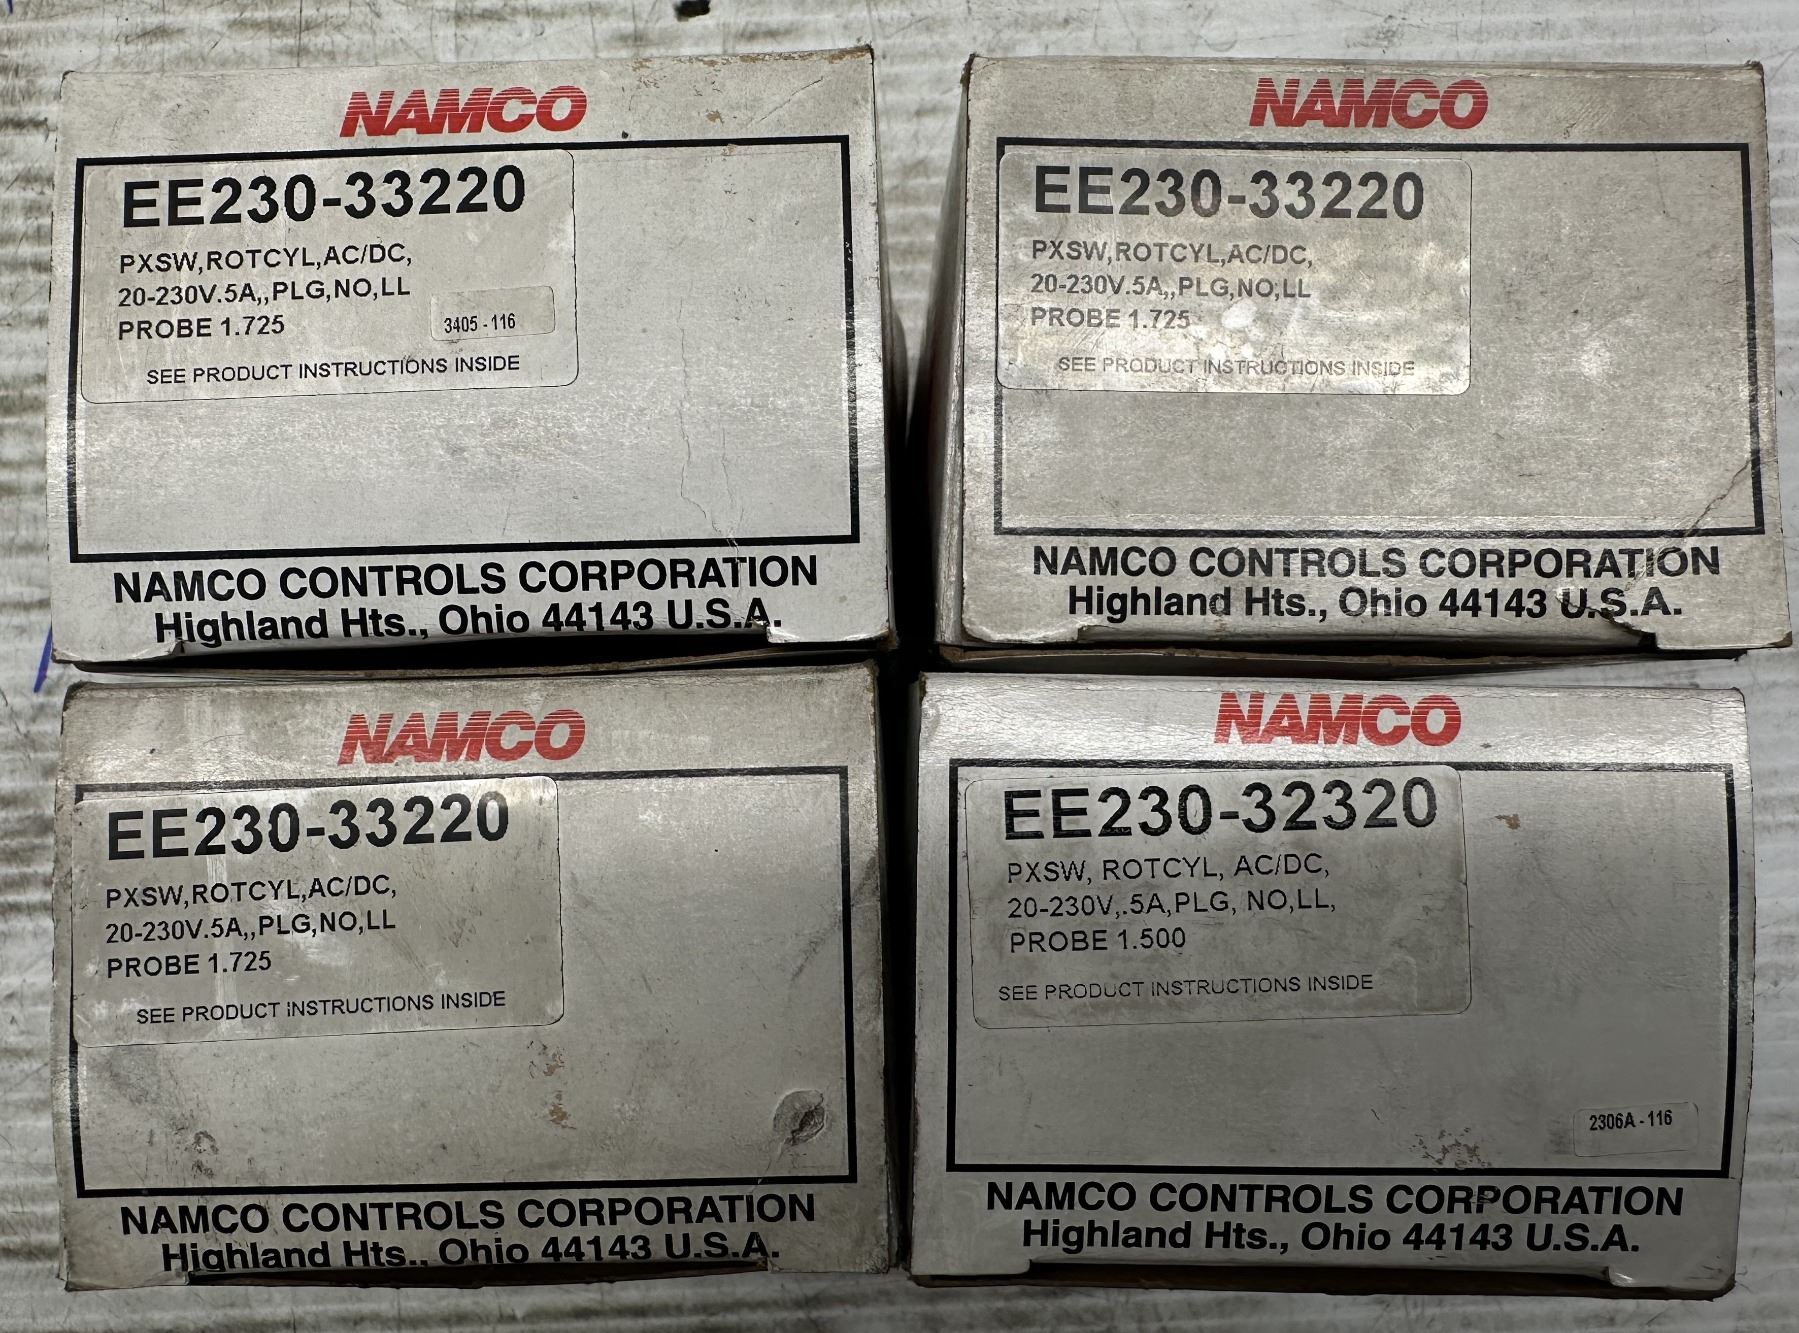 NAMCO
EE230-33220
PXSW,ROTCYL,AC/DC,
20-230V.5A,,PLG,NO,LL
PROBE 1.725
3405 - 116
SEE PRODUCT INSTRUCTIONS INSIDE
NAMCO CONTROLS CORPORATION
Highland Hts., Ohio 44143 U.S.A.
NAMCO
EE230-33220
PXSW,ROTCYL,AC/DC,
20-230V.5A,,PLG,NO,LL
PROBE 1.725
SEE PRODUCT INSTRUCTIONS INSIDE
NAMCO CONTROLS CORPORATION
Highland Hts., Ohio 44143 U.S.A.
NAMCO
EE230-33220
PXSW,ROTCYL,AC/DC,
20-230V.5A,,PLG,NO,LL
PROBE 1.725
SEE PRODUCT INSTRUCTIONS INSIDE
NAMCO CONTROLS CORPORATION
Highland Hts., Ohio 44143 U.S.A.
NAMCO
EE230-32320
PXSW, ROTCYL, AC/DC,
20-230V,.5A,PLG, NO,LL,
PROBE 1.500
SEE PRODUCT INSTRUCTIONS INSIDE
2306A - 116
NAMCO CONTROLS CORPORATION
Highland Hts., Ohio 44143 U.S.A.